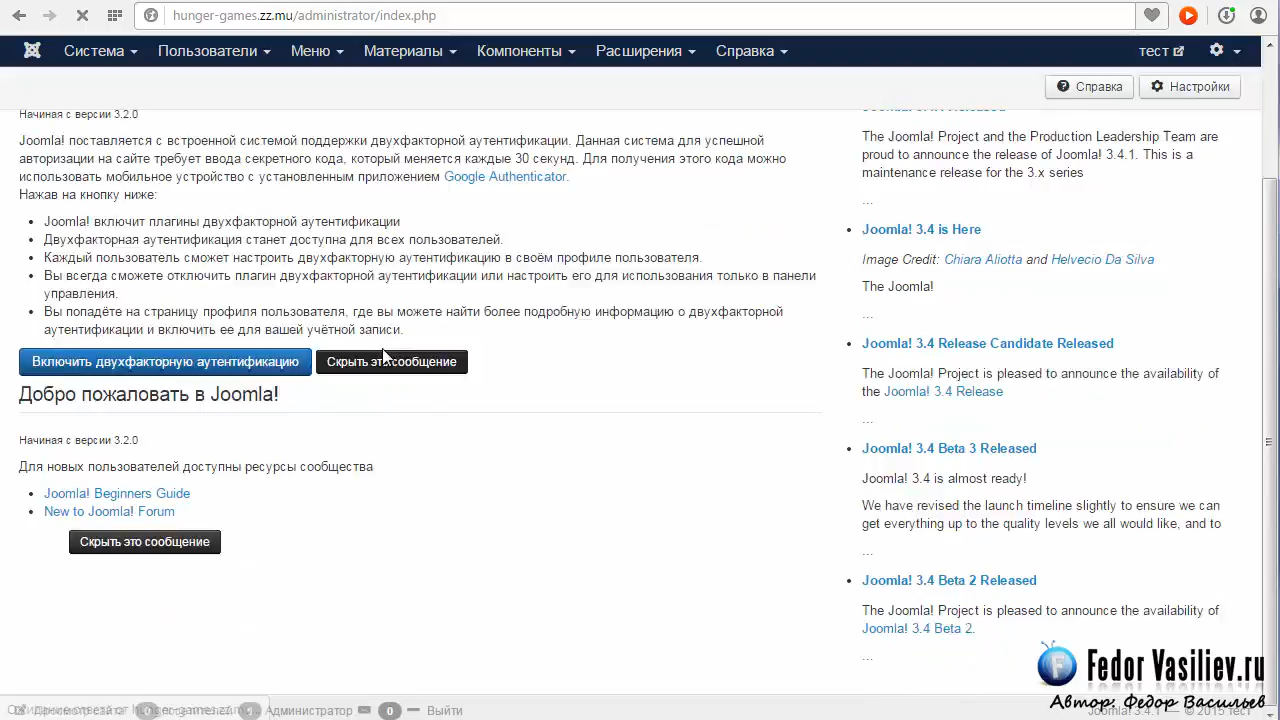 hunger-games.zz.mu/administrator/index.php
Система Пользователи Меню Материалы Компоненты Расширения Справка тест
Справка Настройки
Начиная с версии 3.2.0
Joomla! поставляется с встроенной системой поддержки двухфакторной аутентификации. Данная система для успешной
авторизации на сайте требует ввода секретного кода, который меняется каждые 30 секунд. Для получения этого кода можно
использовать мобильное устройство с установленным приложением Google Authenticator.
Нажав на кнопку ниже:
Joomla! включит плагины двухфакторной аутентификации
Двухфакторная аутентификация станет доступна для всех пользователей.
Каждый пользователь сможет настроить двухфакторную аутентификацию в своём профиле пользователя.
Вы всегда сможете отключить плагин двухфакторной аутентификации или настроить его для использования только в панели
управления.
Вы попадёте на страницу профиля пользователя, где вы можете найти более подробную информацию о двухфакторной
аутентификации и включить ее для вашей учётной записи.
Включить двухфакторную аутентификацию Скрыть это сообщение
Добро пожаловать в Joomla!
Начиная с версии 3.2.0
Для новых пользователей доступны ресурсы сообщества
Joomla! Beginners Guide
New to Joomla! Forum
Скрыть это сообщение
The Joomla! Project and the Production Leadership Team are
proud to announce the release of Joomla! 3.4.1. This is a
maintenance release for the 3.x series
...
Joomla! 3.4 is Here
Image Credit: Chiara Aliotta and Helvecio Da Silva
The Joomla!
...
Joomla! 3.4 Release Candidate Released
The Joomla! Project is pleased to announce the availability of
the Joomla! 3.4 Release
...
Joomla! 3.4 Beta 3 Released
Joomla! 3.4 is almost ready!
We have revised the launch timeline slightly to ensure we can
get everything up to the quality levels we all would like, and to
...
Joomla! 3.4 Beta 2 Released
The Joomla! Project is pleased to announce the availability of
Joomla! 3.4 Beta 2.
...
F Fedor Vasiliev.ru
Автор: Федор Васильев
Администратор 0 Выйти
Joomla! 3.4.1 — © 2015 тест